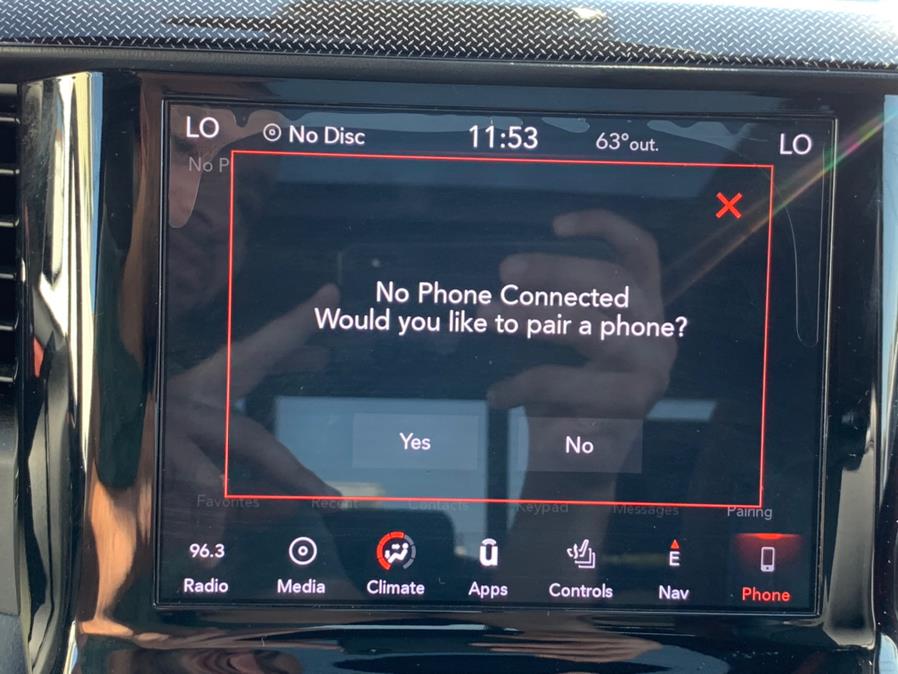 LO No Disc 11:53 63°out. LO
No P
No Phone Connected
Would you like to pair a phone?
Yes No
Favorites Recent Contacts Keypad Messages Pairing
96.3 E
Radio Media Climate Apps Controls Nav Phone